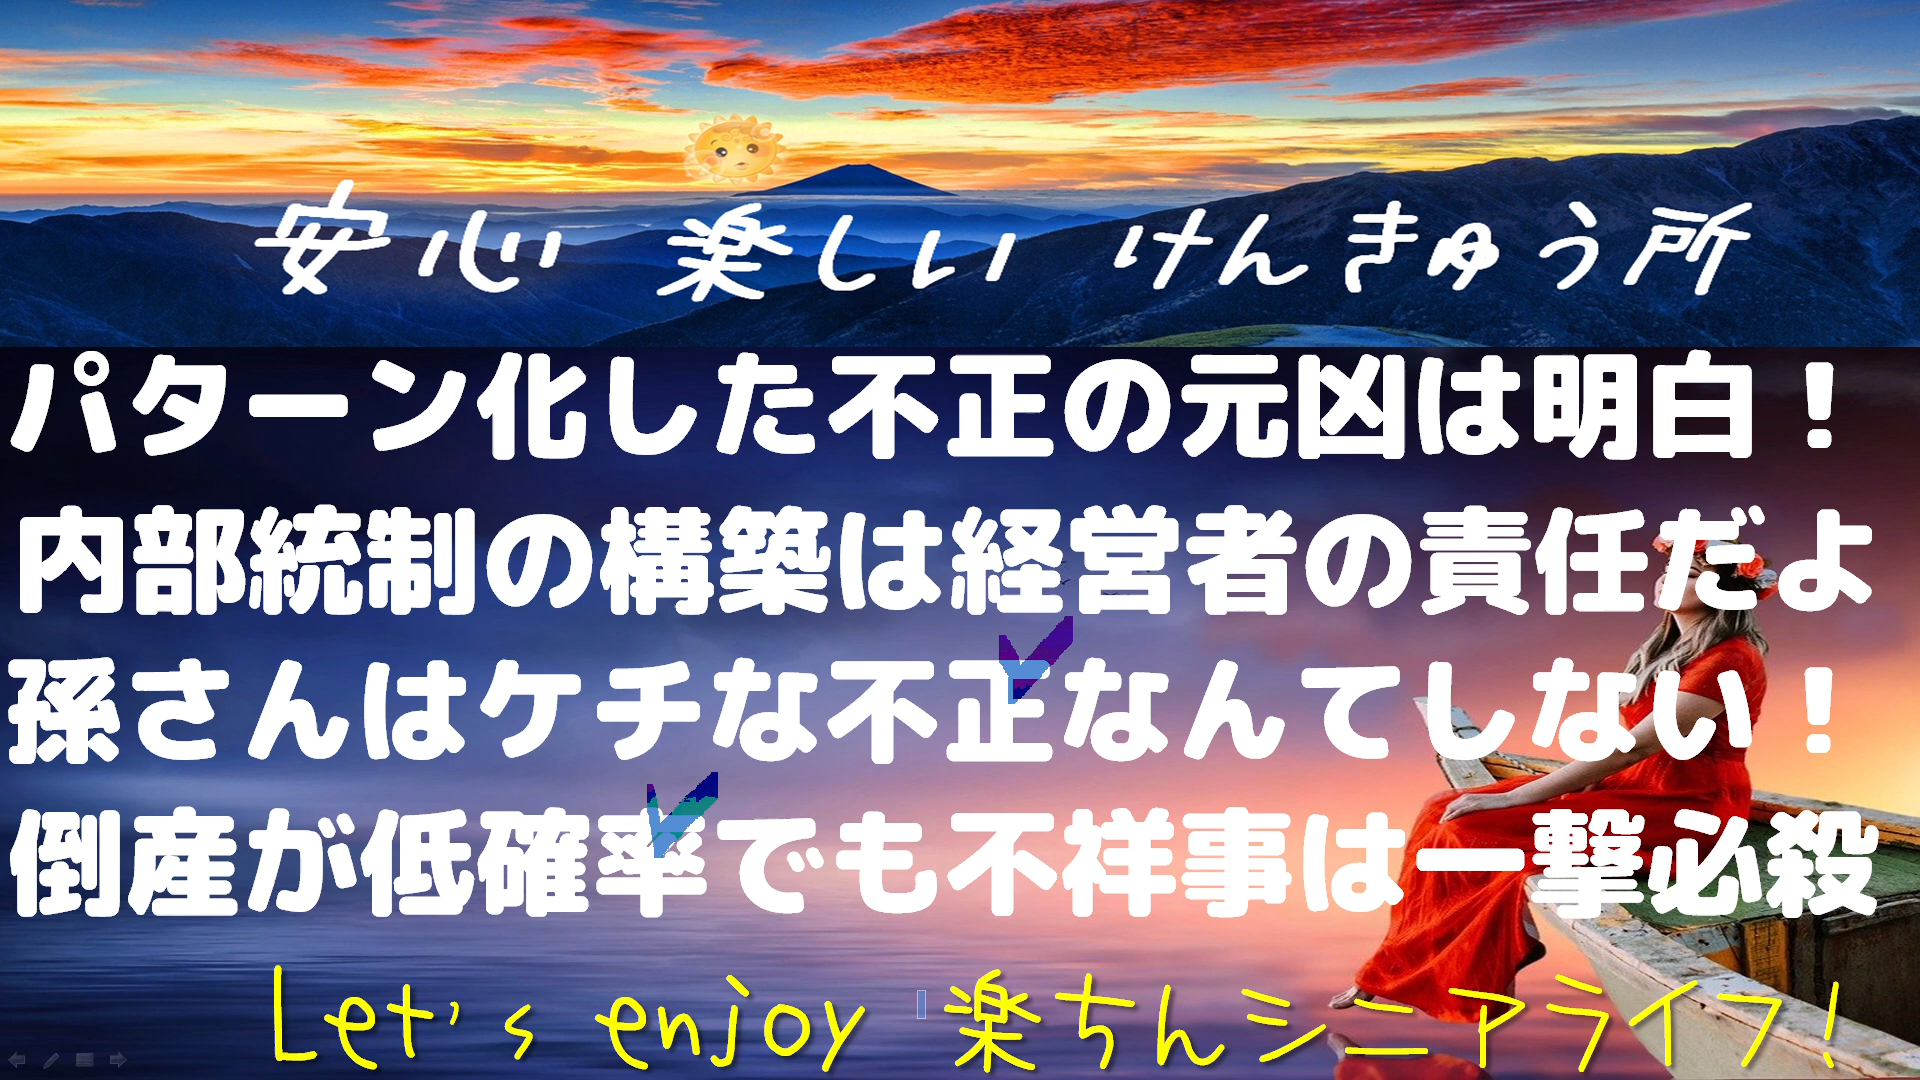 安心 楽しい けんきゅう所
パターン化した不正の元凶は明白！
内部統制の構築は経営者の責任だよ
孫さんはケチな不正なんてしない！
倒産が低確率でも不祥事は一撃必殺
Let's enjoy 楽ちんシニアライフ！